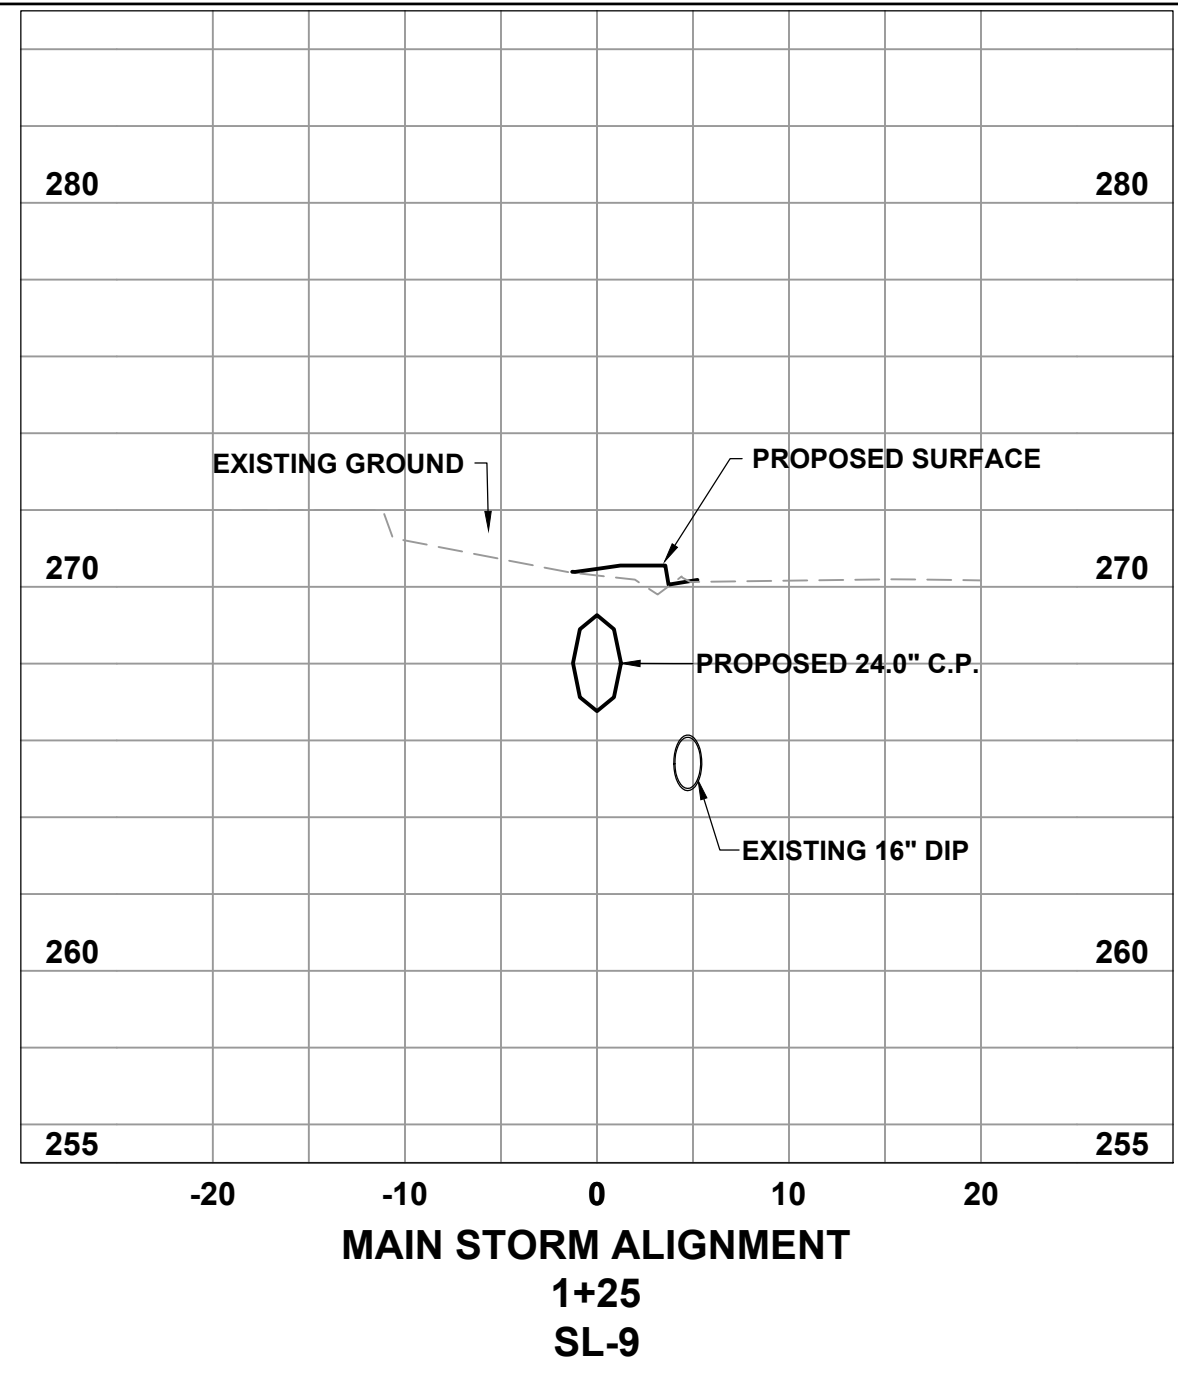 280 280
EXISTING GROUND PROPOSED SURFACE
270 270
PROPOSED 24.0" C.P.
EXISTING 16" DIP
260 260
255 255
-20 -10 0 10 20
MAIN STORM ALIGNMENT
1+25
SL-9